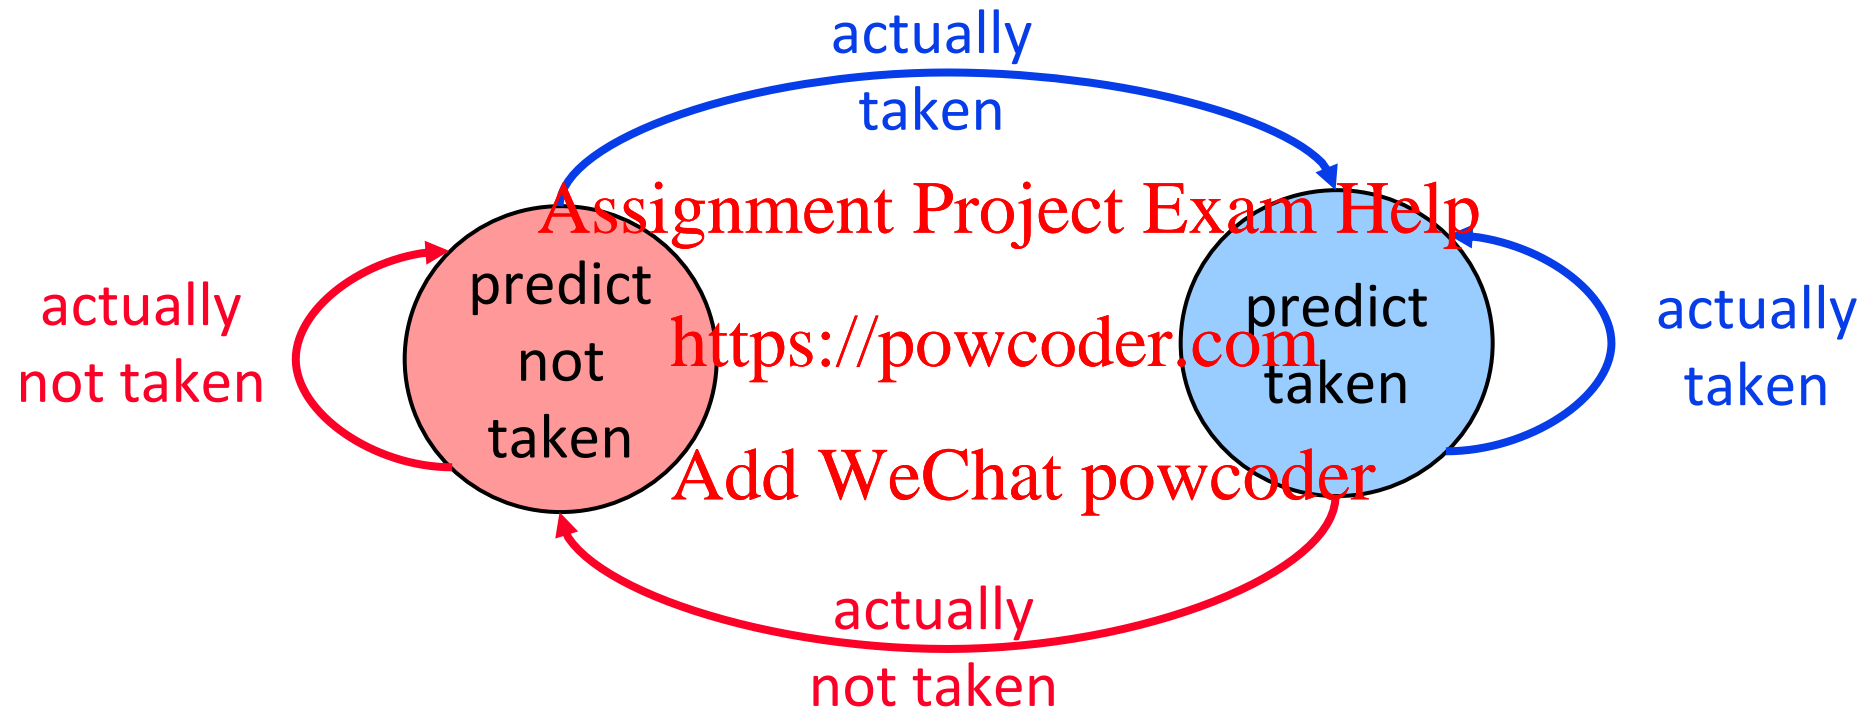 actually
taken
Assignment Project Exam Help
actually
not taken
predict
not
taken
https://powcoder.com
predict
taken
actually
taken
Add WeChat powcoder
actually
not taken